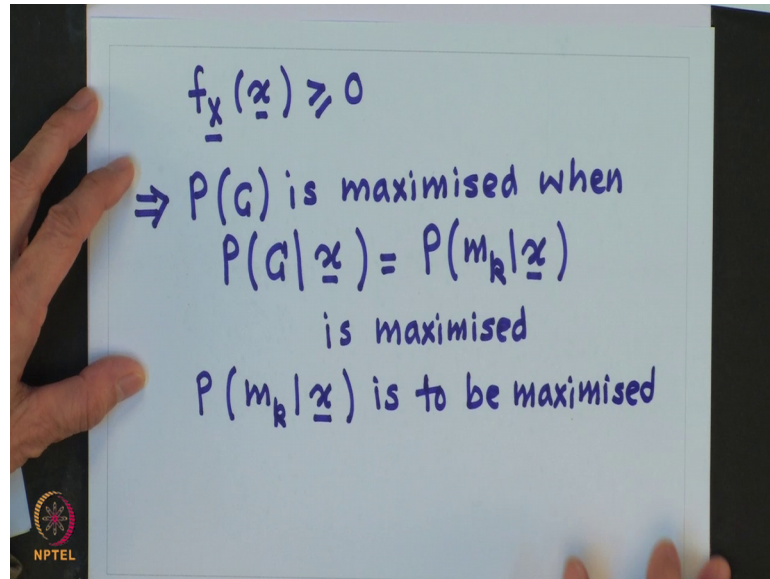 f_X(x) ⩾ 0
⇒ P(C) is maximised when
P(C|x) = P(m_k|x)
is maximised
P(m_k|x) is to be maximised
NPTEL